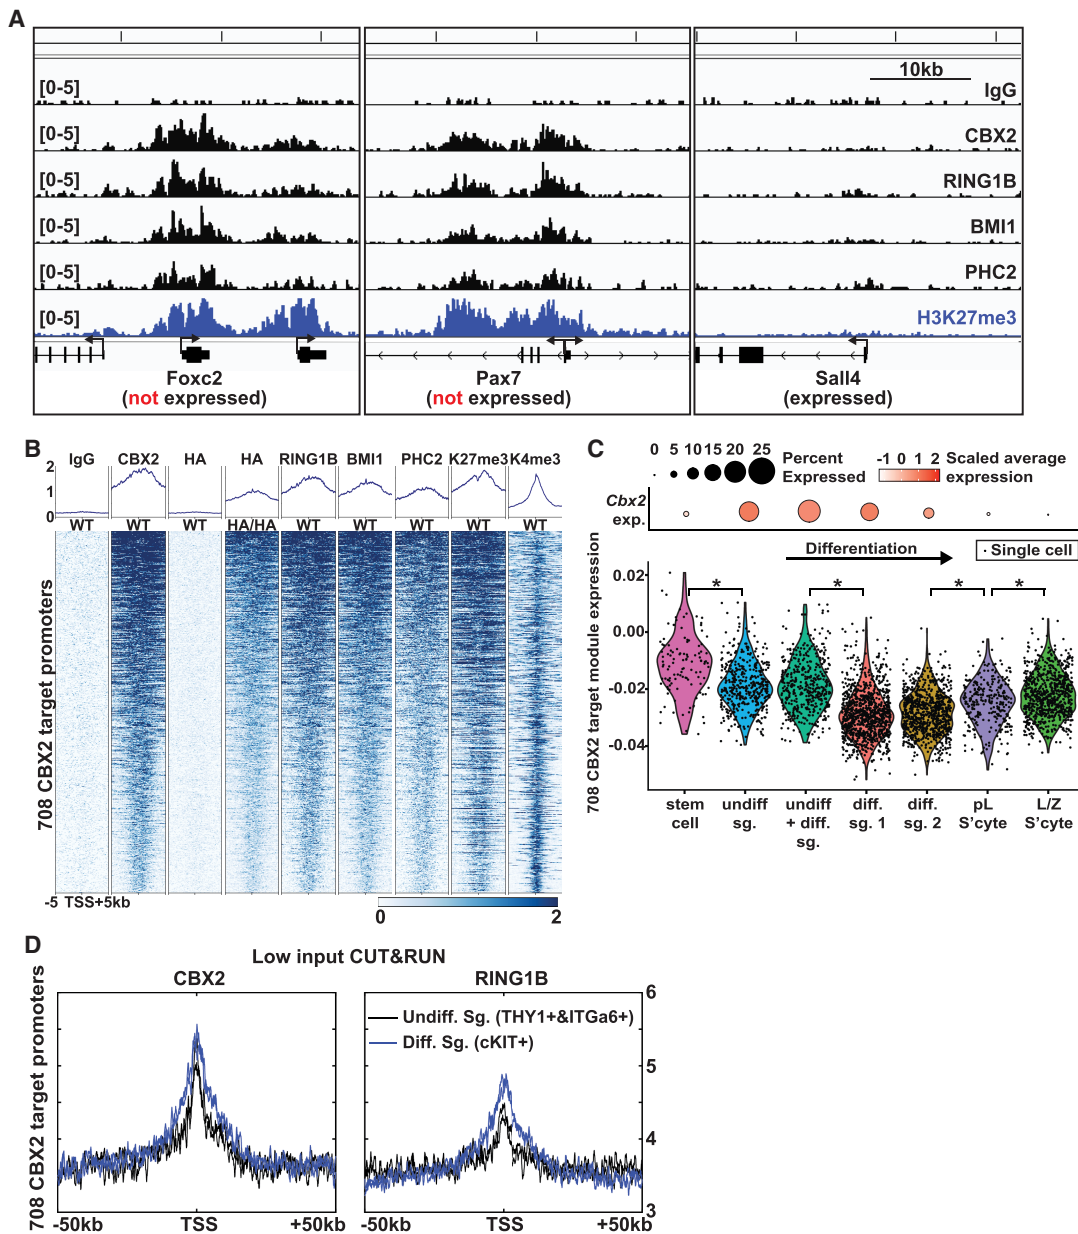 A
10kb
[0-5] IgG
[0-5] CBX2
[0-5] RING1B
[0-5] BMI1
[0-5] PHC2
[0-5] H3K27me3
Foxc2
(not expressed)
Pax7
(not expressed)
Sall4
(expressed)
B
IgG CBX2 HA HA RING1B BMI1 PHC2 K27me3 K4me3
2
1
0
WT WT WT HA/HA WT WT WT WT WT
708 CBX2 target promoters
-5 TSS+5kb
0 2
C
0 5 10 15 20 25 Percent
Expressed
-1 0 1 2 Scaled average
expression
Cbx2
exp.
Differentiation
Single cell
* * * *
708 CBX2 target module expression
0.02
0.00
-0.02
-0.04
stem
cell
undiff
sg.
undiff
+ diff.
sg.
diff.
sg. 1
diff.
sg. 2
pL
S'cyte
L/Z
S'cyte
D
Low input CUT&RUN
CBX2 RING1B
708 CBX2 target promoters
Undiff. Sg. (THY1+&ITGa6+)
Diff. Sg. (cKIT+)
6
5
4
3
-50kb TSS +50kb
-50kb TSS +50kb